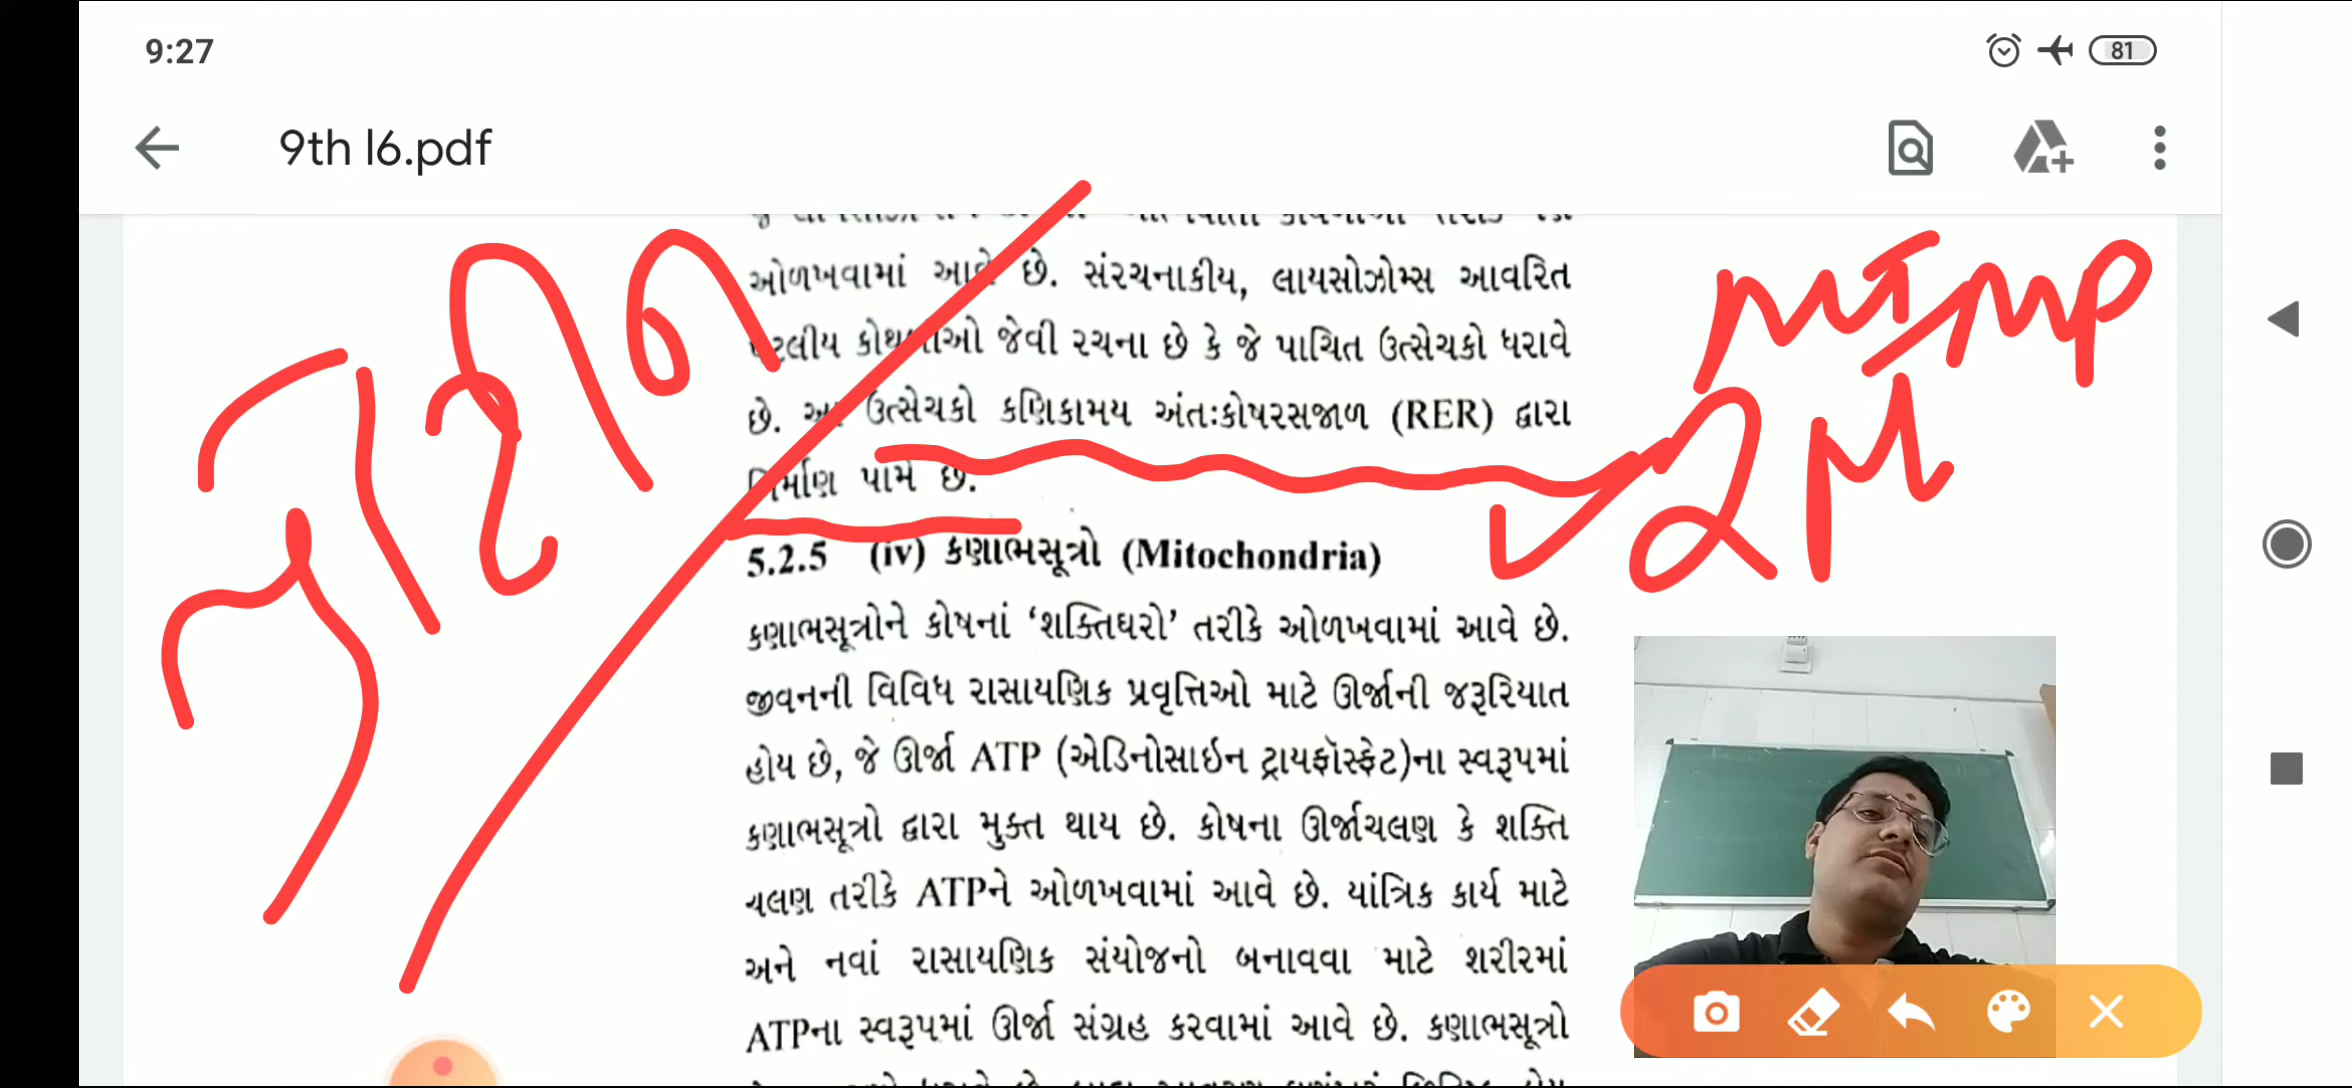 9:27
81
9th l6.pdf
ઓળખવામાં આવે છે. સંરચનાકીય, લાયસોઝોમ્સ આવરિત
પટલીય કોથળીઓ જેવી રચના છે કે જે પાચિત ઉત્સેચકો ધરાવે
છે. આ ઉત્સેચકો કણિકામય અંતઃકોષરસજાળ (RER) દ્વારા
નિર્માણ પામે છે.
2M
5.2.5 (iv) કણાભસૂત્રો (Mitochondria)
કણાભસૂત્રોને કોષનાં ‘શક્તિઘરો’ તરીકે ઓળખવામાં આવે છે.
જીવનની વિવિધ રાસાયણિક પ્રવૃત્તિઓ માટે ઊર્જાની જરૂરિયાત
હોય છે, જે ઊર્જા ATP (એડિનોસાઇન ટ્રાયફૉસ્ફેટ)ના સ્વરૂપમાં
કણાભસૂત્રો દ્વારા મુક્ત થાય છે. કોષના ઊર્જાચલણ કે શક્તિ
ચલણ તરીકે ATPને ઓળખવામાં આવે છે. યાંત્રિક કાર્ય માટે
અને નવાં રાસાયણિક સંયોજનો બનાવવા માટે શરીરમાં
ATPના સ્વરૂપમાં ઊર્જા સંગ્રહ કરવામાં આવે છે. કણાભસૂત્રો